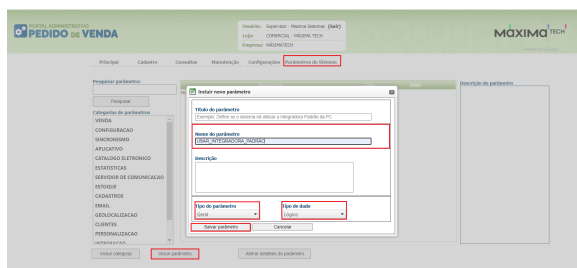 PORTAL ADMINISTRATIVO
PEDIDO DE VENDA
Usuário: Supervisor - Maxima Sistemas (Sair)
Loja: COMERCIAL - MÁXIMA TECH
Empresa: MÁXIMATECH
MÁXIMA TECH
Principal Cadastro Consultas Manutenção Configurações Parâmetros do Sistema
Pesquisar parâmetro
Pesquisar
Categorias de parâmetros
VENDA
CONFIGURACAO
SINCRONISMO
APLICATIVO
CATALOGO ELETRONICO
ESTATISTICAS
SERVIDOR DE COMUNICACAO
ESTOQUE
CADASTROS
EMAIL
GEOLOCALIZACAO
CLIENTES
PERSONALIZACAO
INTEGRACAO
Incluir categoria
Incluir parâmetro
Alterar detalhes do parâmetro
Descrição do parâmetro
Incluir novo parâmetro
Título do parâmetro
Exemplo: Define se o sistema irá utilizar a Integradora Padrão da PC
Nome do parâmetro
USAR_INTEGRADORA_PADRAO
Descrição
Tipo do parâmetro Tipo de dado
Geral Lógico
Salvar parâmetro Cancelar